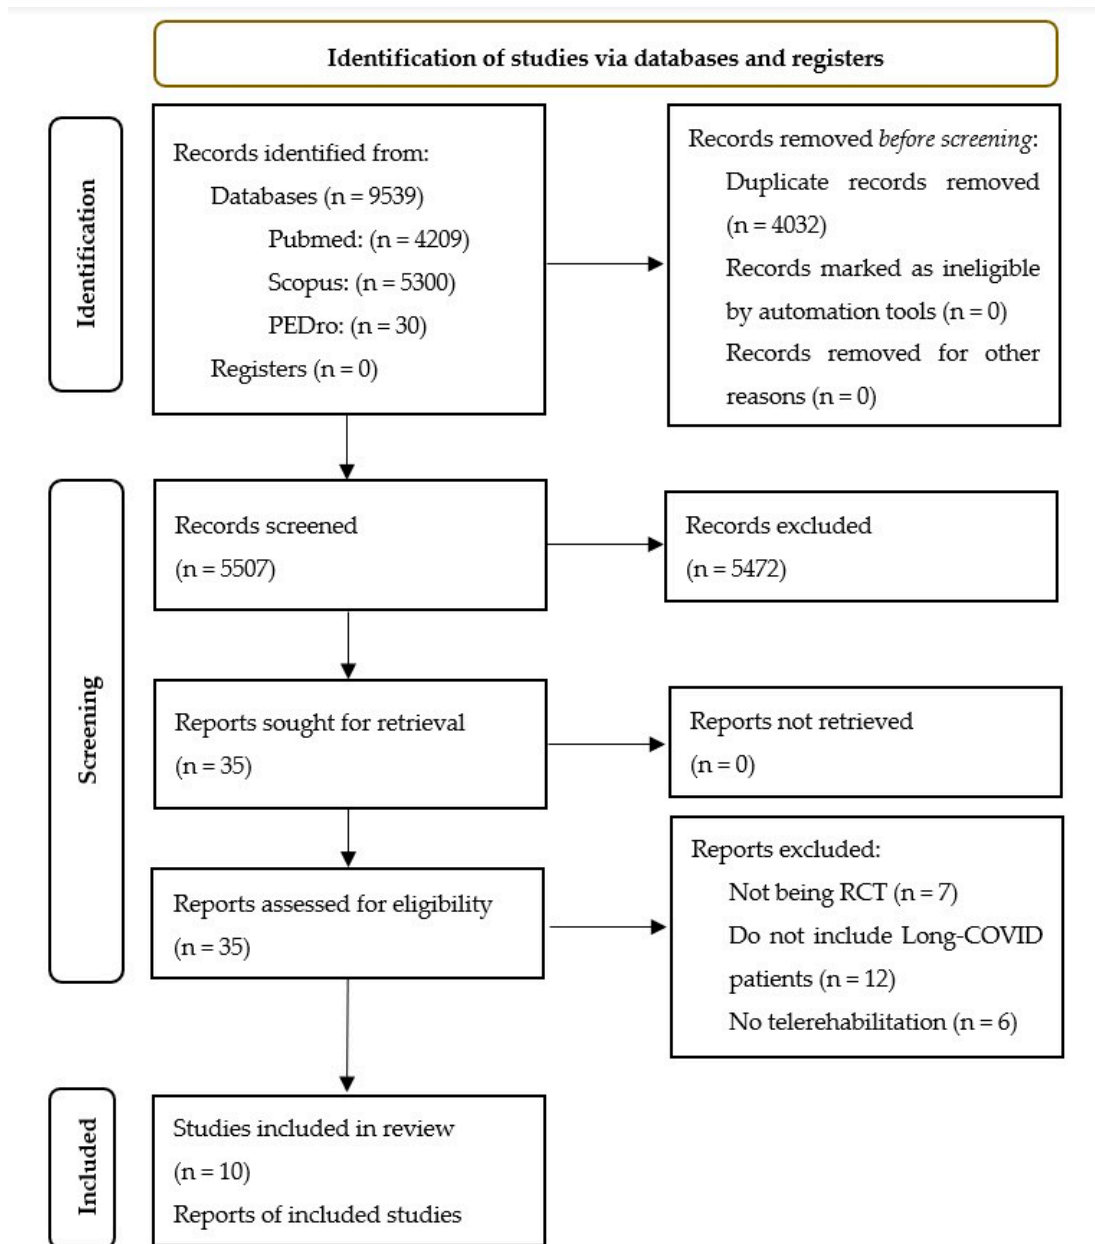 Identification of studies via databases and registers
Identification
Records identified from:
Databases (n = 9539)
Pubmed: (n = 4209)
Scopus: (n = 5300)
PEDro: (n = 30)
Registers (n = 0)
Records removed before screening:
Duplicate records removed
(n = 4032)
Records marked as ineligible
by automation tools (n = 0)
Records removed for other
reasons (n = 0)
Screening
Records screened
(n = 5507)
Records excluded
(n = 5472)
Reports sought for retrieval
(n = 35)
Reports not retrieved
(n = 0)
Reports assessed for eligibility
(n = 35)
Reports excluded:
Not being RCT (n = 7)
Do not include Long-COVID
patients (n = 12)
No telerehabilitation (n = 6)
Included
Studies included in review
(n = 10)
Reports of included studies